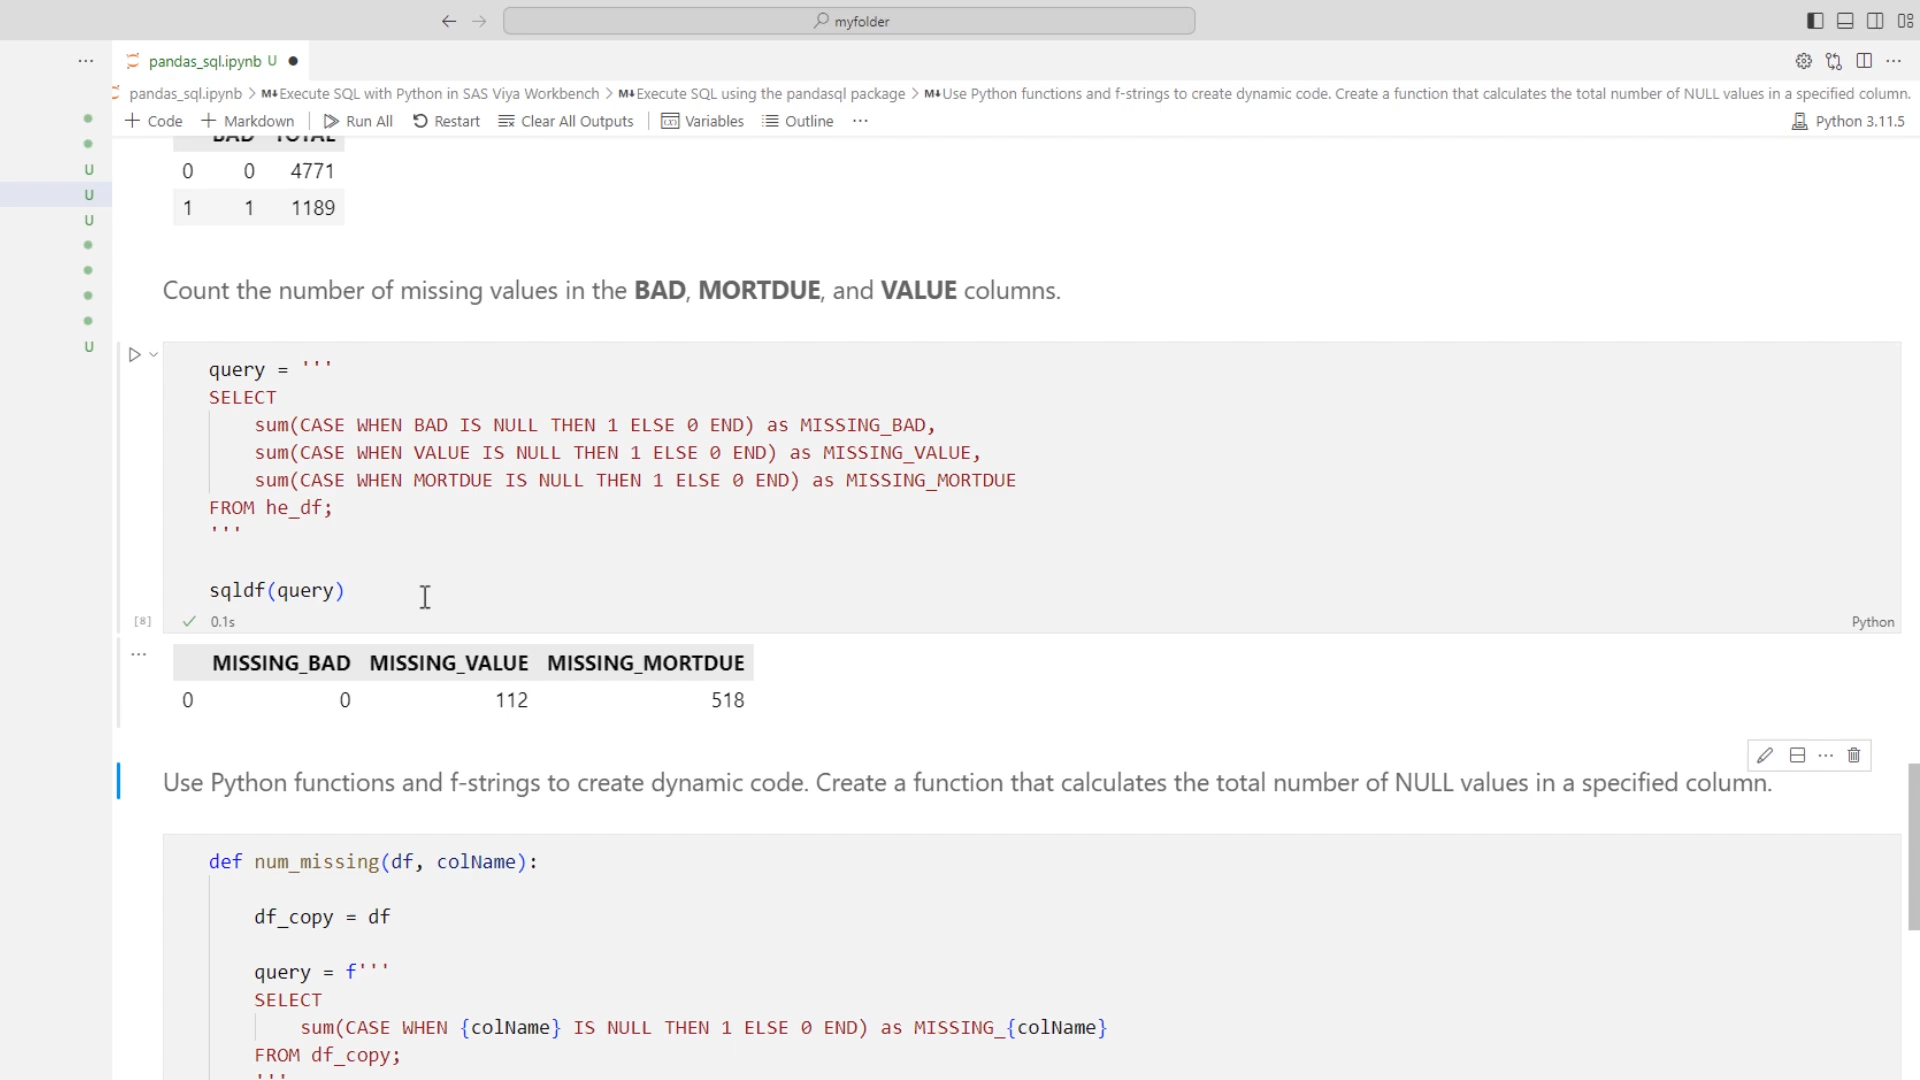 myfolder
pandas_sql.ipynb U
pandas_sql.ipynb > M↓Execute SQL with Python in SAS Viya Workbench > M↓Execute SQL using the pandasql package > M↓Use Python functions and f-strings to create dynamic code. Create a function that calculates the total number of NULL values in a specified column.
+ Code + Markdown | Run All Restart Clear All Outputs | Variables Outline ... Python 3.11.5
BAD TOTAL
0 0 4771
1 1 1189
U
U
U
U
Count the number of missing values in the BAD, MORTDUE, and VALUE columns.
query = '''
SELECT
sum(CASE WHEN BAD IS NULL THEN 1 ELSE 0 END) as MISSING_BAD,
sum(CASE WHEN VALUE IS NULL THEN 1 ELSE 0 END) as MISSING_VALUE,
sum(CASE WHEN MORTDUE IS NULL THEN 1 ELSE 0 END) as MISSING_MORTDUE
FROM he_df;
'''
sqldf(query)
[8] 0.1s Python
MISSING_BAD MISSING_VALUE MISSING_MORTDUE
0 0 112 518
Use Python functions and f-strings to create dynamic code. Create a function that calculates the total number of NULL values in a specified column.
def num_missing(df, colName):
df_copy = df
query = f'''
SELECT
sum(CASE WHEN {colName} IS NULL THEN 1 ELSE 0 END) as MISSING_{colName}
FROM df_copy;
'''